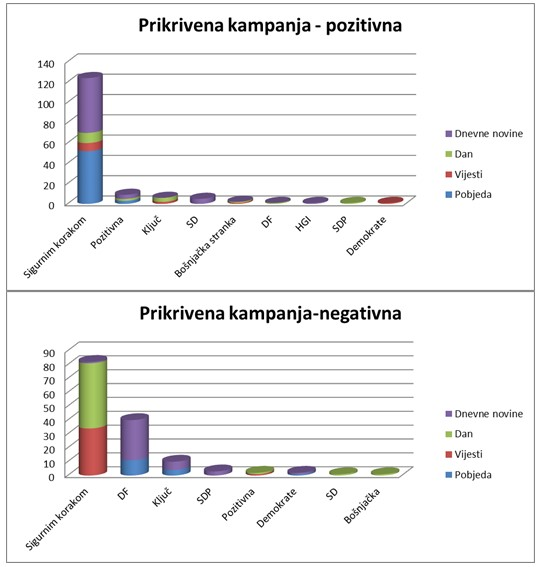 Prikrivena kampanja - pozitivna
140
120
100
80
60
40
20
0
Sigurnim korakom
Pozitivna
Ključ
SD
Bošnjačka stranka
DF
HGI
SDP
Demokrate
Dnevne novine
Dan
Vijesti
Pobjeda
Prikrivena kampanja-negativna
90
80
70
60
50
40
30
20
10
0
Sigurnim korakom
DF
Ključ
SDP
Pozitivna
Demokrate
SD
Bošnjačka
Dnevne novine
Dan
Vijesti
Pobjeda